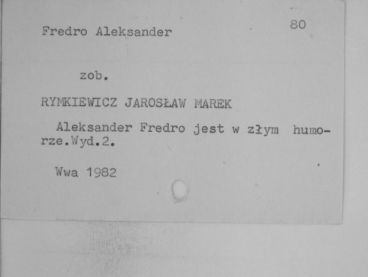 80
Fredro Aleksander
zob.
RYMKIEWICZ JAROSŁAW MAREK
Aleksander Fredro jest w złym humo-
rze.Wyd.2.
Wwa 1982